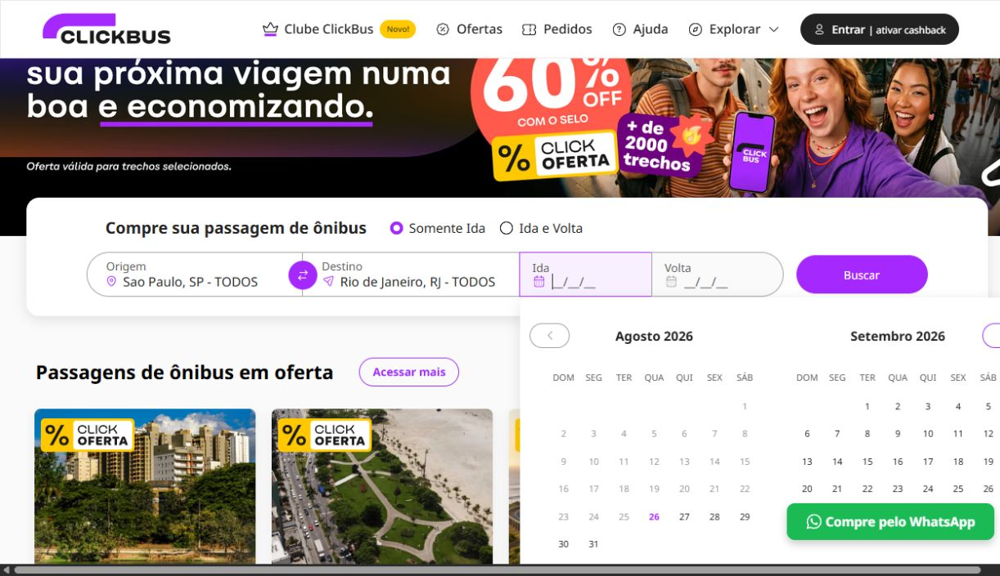 CLICKBUS
Clube ClickBus Novo! Ofertas Pedidos Ajuda Explorar Entrar | ativar cashback
sua próxima viagem numa
boa e economizando.
Oferta válida para trechos selecionados.
60% OFF
COM O SELO
% CLICK OFERTA
+ de
2000
trechos
CLICK
BUS
Compre sua passagem de ônibus Somente Ida Ida e Volta
Origem
Sao Paulo, SP - TODOS
Destino
Rio de Janeiro, RJ - TODOS
Ida
__/__/__
Volta
__/__/__
Buscar
Passagens de ônibus em oferta Acessar mais
% CLICK OFERTA
% CLICK OFERTA
Agosto 2026
DOM SEG TER QUA QUI SEX SÁB
1
2 3 4 5 6 7 8
9 10 11 12 13 14 15
16 17 18 19 20 21 22
23 24 25 26 27 28 29
30 31
Setembro 2026
DOM SEG TER QUA QUI SEX SÁB
1 2 3 4 5
6 7 8 9 10 11 12
13 14 15 16 17 18 19
20 21 22 23 24 25 26
Compre pelo WhatsApp